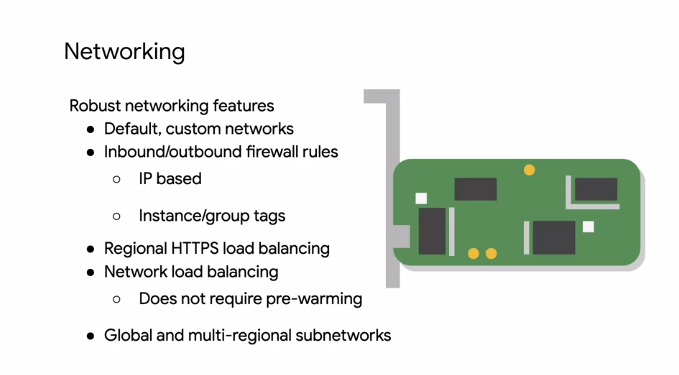 Networking
Robust networking features
● Default, custom networks
● Inbound/outbound firewall rules
○ IP based
○ Instance/group tags
● Regional HTTPS load balancing
● Network load balancing
○ Does not require pre-warming
● Global and multi-regional subnetworks